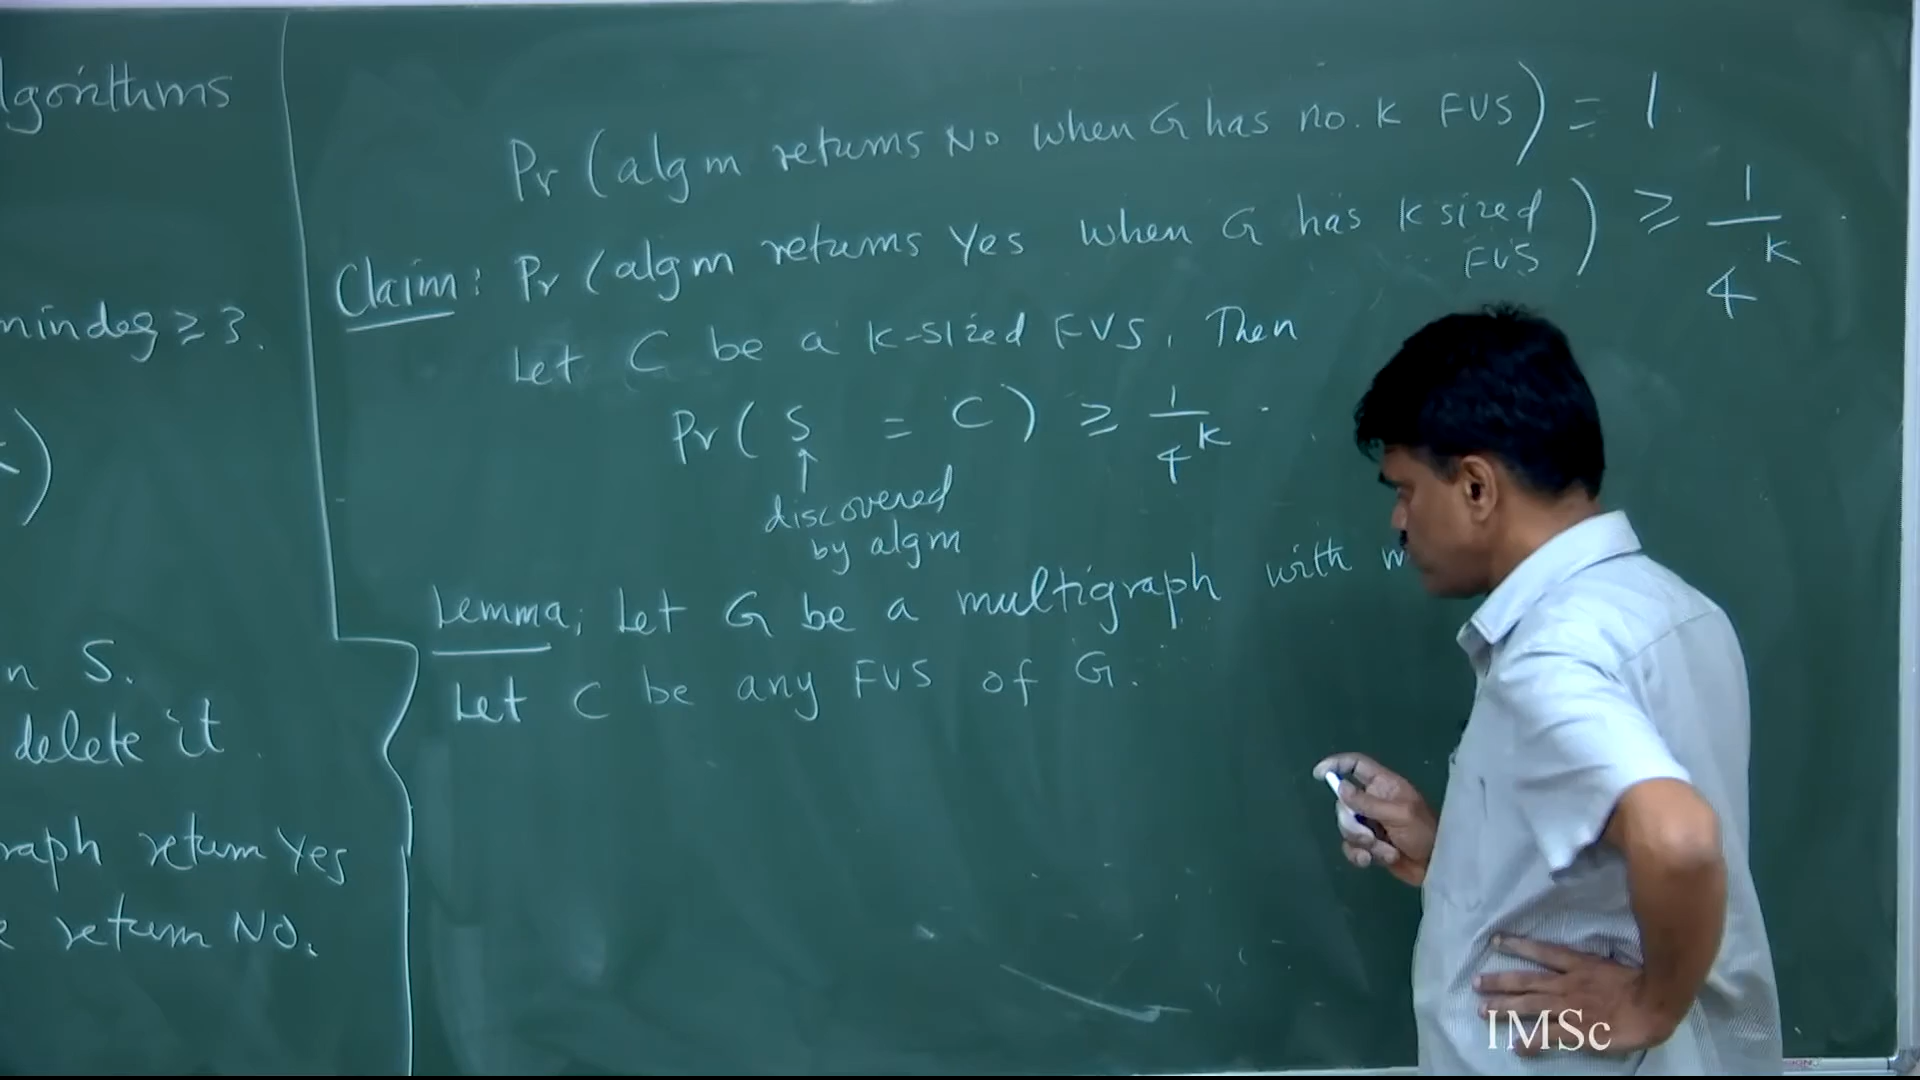 lgorithms
mindeg ≥ 3.
)
n S.
delete it.
raph return Yes
return NO.
Pr (algm returns No when G has no. k FVS) = 1.
Claim: Pr (algm returns Yes when G has k sized FVS) ≥ 1/4^k
Let C be a k-sized FVS. Then
Pr ( S = C ) ≥ 1/4^k.
↑
discovered
by algm
Lemma; Let G be a multigraph with
Let C be any FVS of G.
IMSc